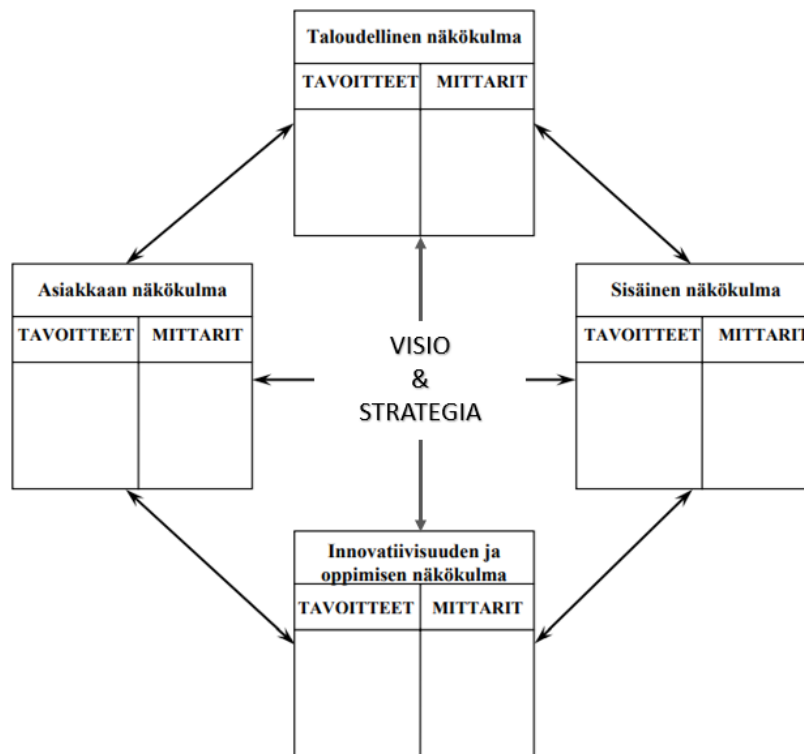 Taloudellinen näkökulma
TAVOITTEET MITTARIT
Asiakkaan näkökulma
TAVOITTEET MITTARIT
VISIO
&
STRATEGIA
Sisäinen näkökulma
TAVOITTEET MITTARIT
Innovatiivisuuden ja
oppimisen näkökulma
TAVOITTEET MITTARIT